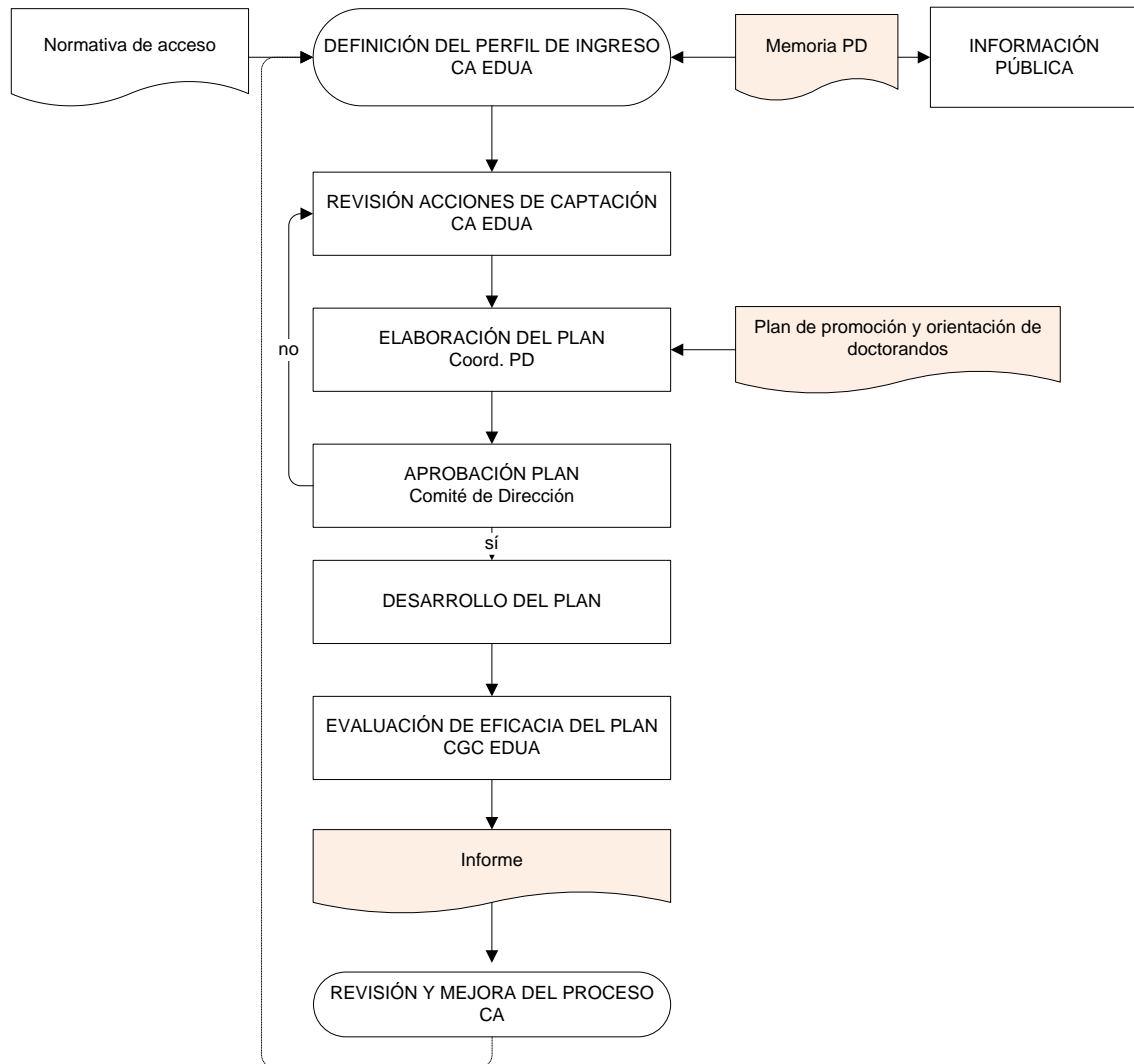 Normativa de acceso
DEFINICIÓN DEL PERFIL DE INGRESO
CA EDUA
Memoria PD
INFORMACIÓN
PÚBLICA
REVISIÓN ACCIONES DE CAPTACIÓN
CA EDUA
ELABORACIÓN DEL PLAN
Coord. PD
Plan de promoción y orientación de
doctorandos
no
APROBACIÓN PLAN
Comité de Dirección
sí
DESARROLLO DEL PLAN
EVALUACIÓN DE EFICACIA DEL PLAN
CGC EDUA
Informe
REVISIÓN Y MEJORA DEL PROCESO
CA